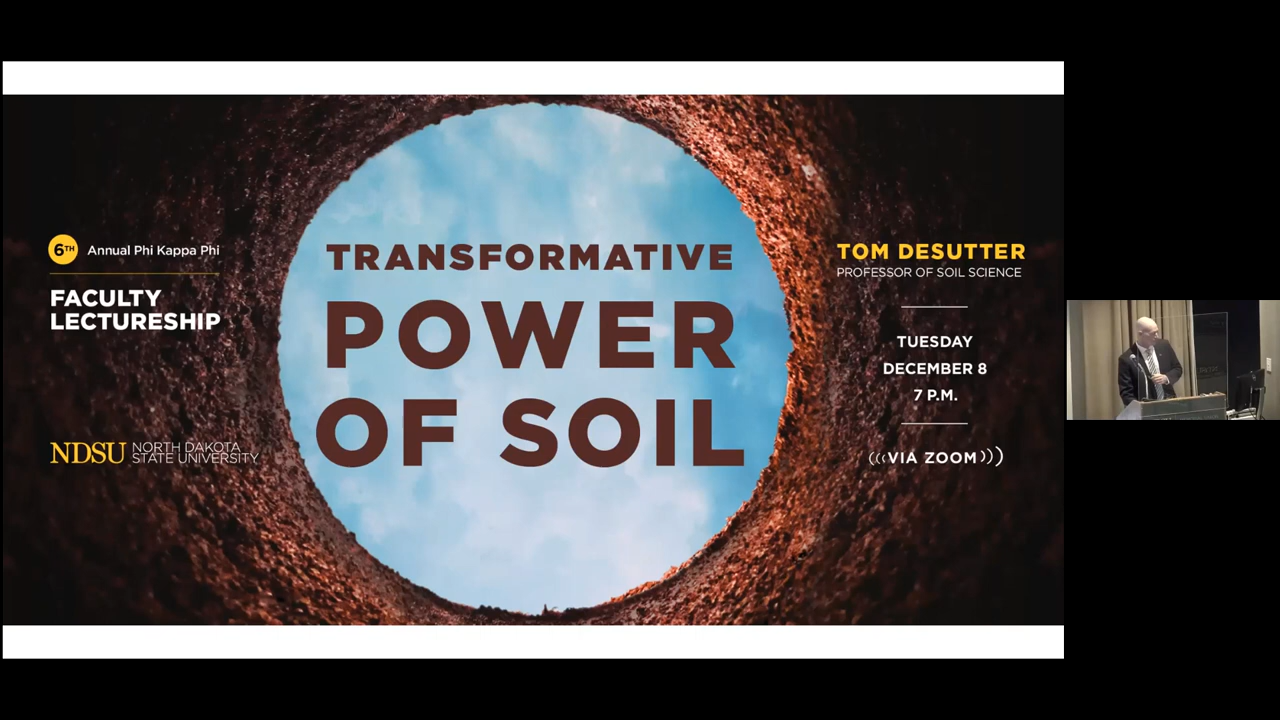 6TH Annual Phi Kappa Phi
FACULTY
LECTURESHIP
NDSU NORTH DAKOTA
STATE UNIVERSITY
TRANSFORMATIVE
POWER
OF SOIL
TOM DESUTTER
PROFESSOR OF SOIL SCIENCE
TUESDAY
DECEMBER 8
7 P.M.
(((VIA ZOOM)))